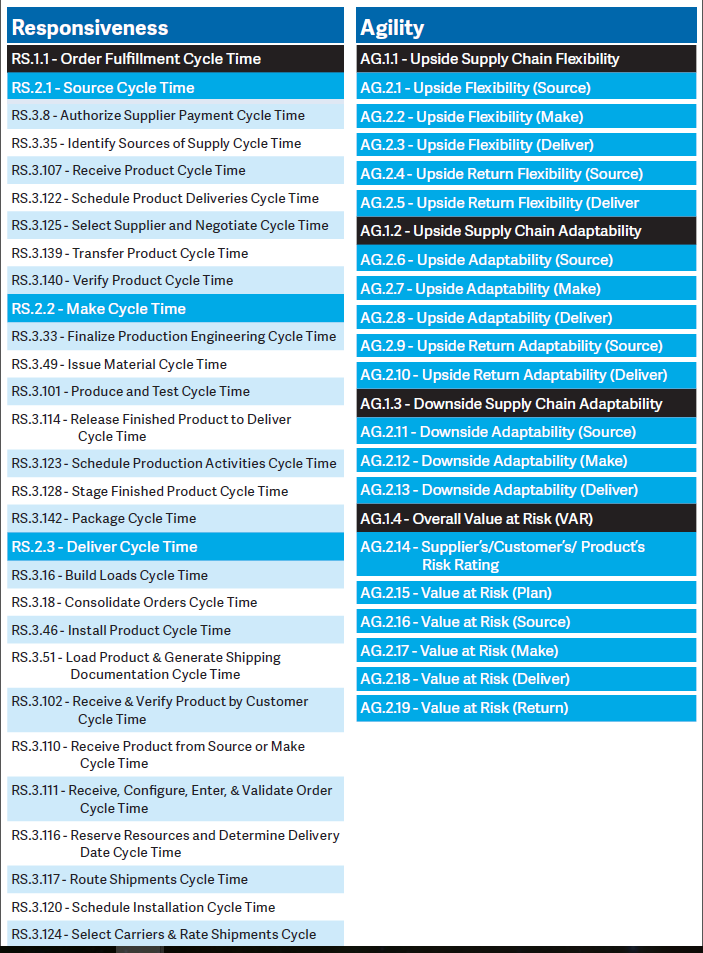 Responsiveness
RS.1.1 - Order Fulfillment Cycle Time
RS.2.1 - Source Cycle Time
RS.3.8 - Authorize Supplier Payment Cycle Time
RS.3.35 - Identify Sources of Supply Cycle Time
RS.3.107 - Receive Product Cycle Time
RS.3.122 - Schedule Product Deliveries Cycle Time
RS.3.125 - Select Supplier and Negotiate Cycle Time
RS.3.139 - Transfer Product Cycle Time
RS.3.140 - Verify Product Cycle Time
RS.2.2 - Make Cycle Time
RS.3.33 - Finalize Production Engineering Cycle Time
RS.3.49 - Issue Material Cycle Time
RS.3.101 - Produce and Test Cycle Time
RS.3.114 - Release Finished Product to Deliver
Cycle Time
RS.3.123 - Schedule Production Activities Cycle Time
RS.3.128 - Stage Finished Product Cycle Time
RS.3.142 - Package Cycle Time
RS.2.3 - Deliver Cycle Time
RS.3.16 - Build Loads Cycle Time
RS.3.18 - Consolidate Orders Cycle Time
RS.3.46 - Install Product Cycle Time
RS.3.51 - Load Product & Generate Shipping
Documentation Cycle Time
RS.3.102 - Receive & Verify Product by Customer
Cycle Time
RS.3.110 - Receive Product from Source or Make
Cycle Time
RS.3.111 - Receive, Configure, Enter, & Validate Order
Cycle Time
RS.3.116 - Reserve Resources and Determine Delivery
Date Cycle Time
RS.3.117 - Route Shipments Cycle Time
RS.3.120 - Schedule Installation Cycle Time
RS.3.124 - Select Carriers & Rate Shipments Cycle
Agility
AG.1.1 - Upside Supply Chain Flexibility
AG.2.1 - Upside Flexibility (Source)
AG.2.2 - Upside Flexibility (Make)
AG.2.3 - Upside Flexibility (Deliver)
AG.2.4 - Upside Return Flexibility (Source)
AG.2.5 - Upside Return Flexibility (Deliver
AG.1.2 - Upside Supply Chain Adaptability
AG.2.6 - Upside Adaptability (Source)
AG.2.7 - Upside Adaptability (Make)
AG.2.8 - Upside Adaptability (Deliver)
AG.2.9 - Upside Return Adaptability (Source)
AG.2.10 - Upside Return Adaptability (Deliver)
AG.1.3 - Downside Supply Chain Adaptability
AG.2.11 - Downside Adaptability (Source)
AG.2.12 - Downside Adaptability (Make)
AG.2.13 - Downside Adaptability (Deliver)
AG.1.4 - Overall Value at Risk (VAR)
AG.2.14 - Supplier's/Customer's/ Product's
Risk Rating
AG.2.15 - Value at Risk (Plan)
AG.2.16 - Value at Risk (Source)
AG.2.17 - Value at Risk (Make)
AG.2.18 - Value at Risk (Deliver)
AG.2.19 - Value at Risk (Return)